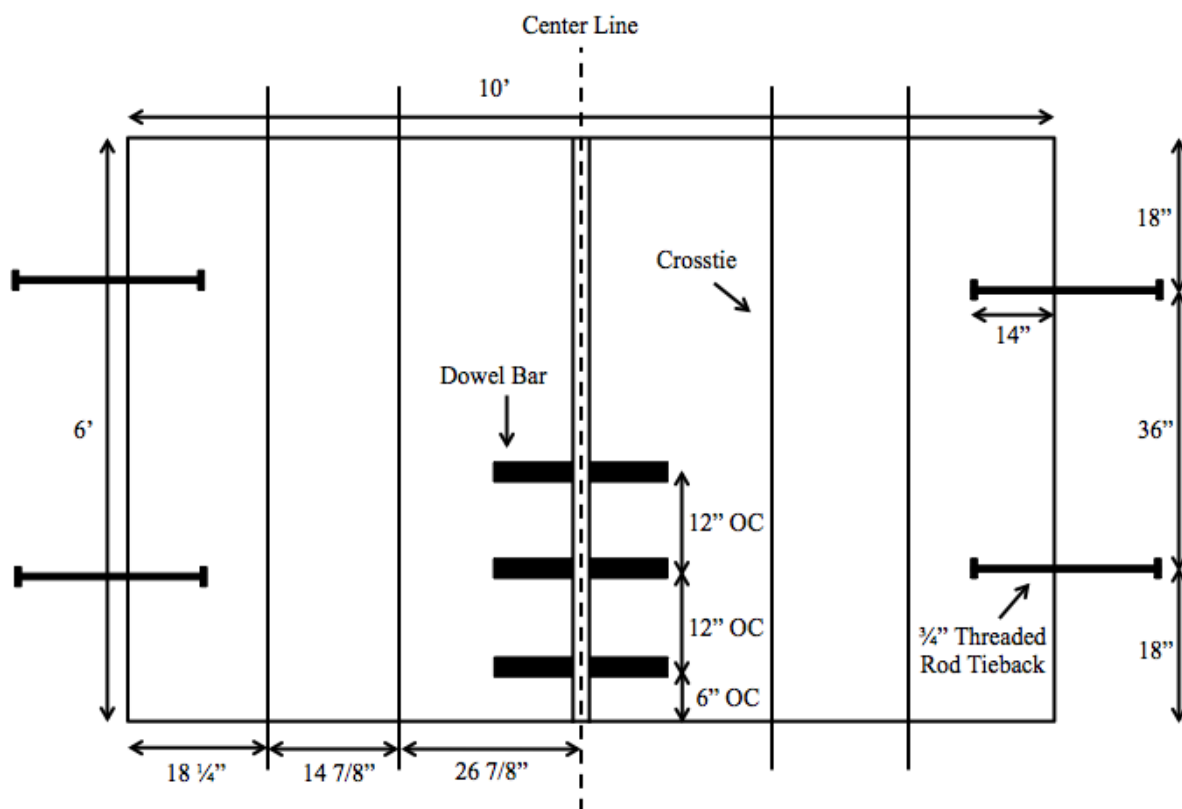 Center Line
10’
18”
Crosstie
14”
Dowel Bar
6’
36”
12” OC
12” OC
¾” Threaded
Rod Tieback
18”
6” OC
18 ¼”
14 7/8”
26 7/8”